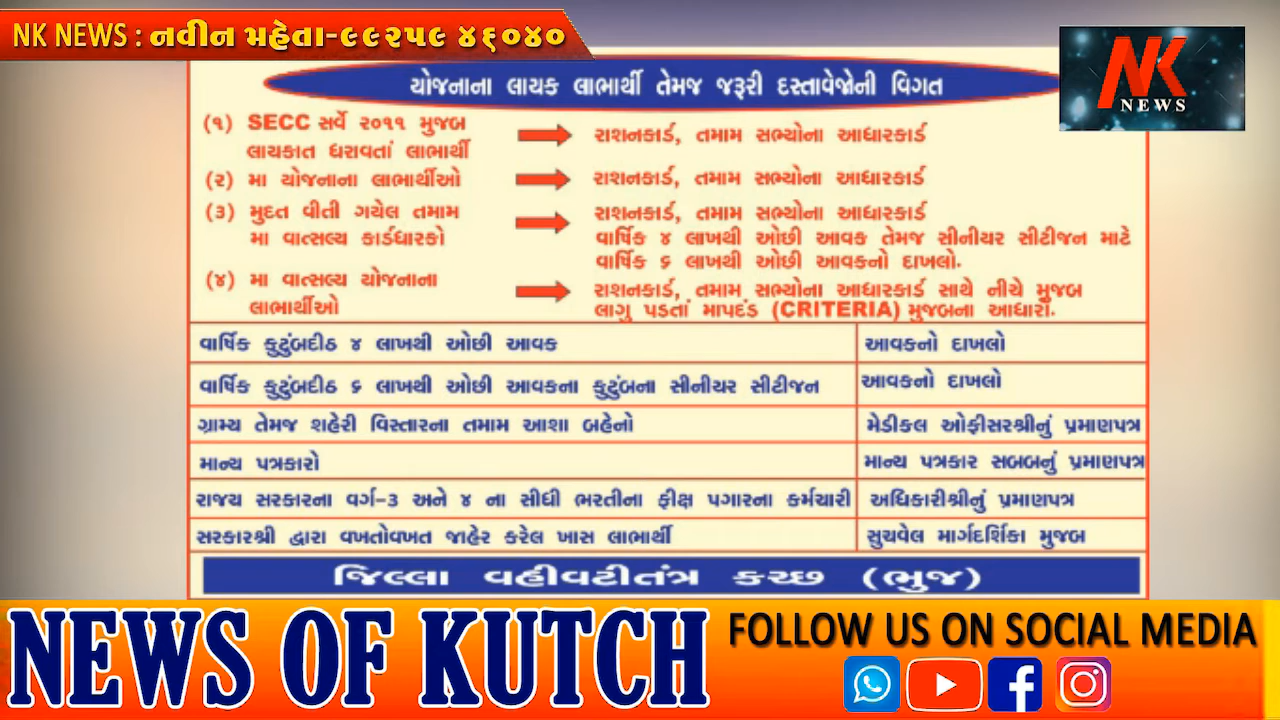 NK NEWS : નવીન મહેતા-૯૯૨૫૯ ૪૬૦૪૦
NK
NEWS
યોજનાના લાયક લાભાર્થી તેમજ જરૂરી દસ્તાવેજોની વિગત
(૧) SECC સર્વે ૨૦૧૧ મુજબ
લાયકાત ધરાવતાં લાભાર્થી
રાશનકાર્ડ, તમામ સભ્યોના આધારકાર્ડ
(૨) મા યોજનાના લાભાર્થીઓ
રાશનકાર્ડ, તમામ સભ્યોના આધારકાર્ડ
(૩) મુદત વીતી ગયેલ તમામ
મા વાત્સલ્ય કાર્ડધારકો
રાશનકાર્ડ, તમામ સભ્યોના આધારકાર્ડ
વાર્ષિક ૪ લાખથી ઓછી આવક તેમજ સીનીયર સીટીજન માટે
વાર્ષિક ૬ લાખથી ઓછી આવકનો દાખલો.
(૪) મા વાત્સલ્ય યોજનાના
લાભાર્થીઓ
રાશનકાર્ડ, તમામ સભ્યોના આધારકાર્ડ સાથે નીચે મુજબ
લાગુ પડતાં માપદંડ (CRITERIA) મુજબના આધારો.
વાર્ષિક કુટુંબદીઠ ૪ લાખથી ઓછી આવક
આવકનો દાખલો
વાર્ષિક કુટુંબદીઠ ૬ લાખથી ઓછી આવકના કુટુંબના સીનીયર સીટીજન
આવકનો દાખલો
ગ્રામ્ય તેમજ શહેરી વિસ્તારના તમામ આશા બહેનો
મેડીકલ ઓફીસરશ્રીનું પ્રમાણપત્ર
માન્ય પત્રકારો
માન્ય પત્રકાર સબબનું પ્રમાણપત્ર
રાજય સરકારના વર્ગ-૩ અને ૪ ના સીધી ભરતીના ફીક્ષ પગારના કર્મચારી
અધિકારીશ્રીનું પ્રમાણપત્ર
સરકારશ્રી દ્વારા વખતોવખત જાહેર કરેલ ખાસ લાભાર્થી
સુચવેલ માર્ગદર્શિકા મુજબ
જિલ્લા વહીવટીતંત્ર કચ્છ (ભુજ)
NEWS OF KUTCH
FOLLOW US ON SOCIAL MEDIA